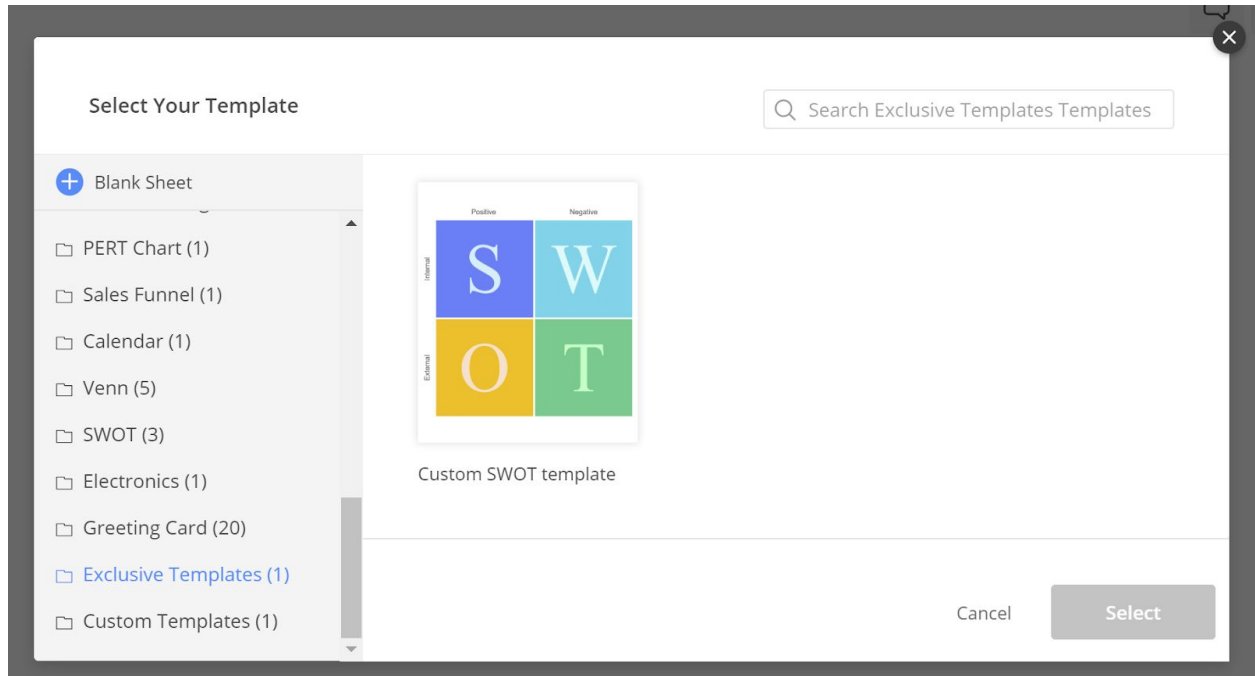 Select Your Template
Search Exclusive Templates Templates
Blank Sheet
PERT Chart (1)
Sales Funnel (1)
Calendar (1)
Venn (5)
SWOT (3)
Electronics (1)
Greeting Card (20)
Exclusive Templates (1)
Custom Templates (1)
Positive Negative
Internal
S W
External
O T
Custom SWOT template
Cancel
Select